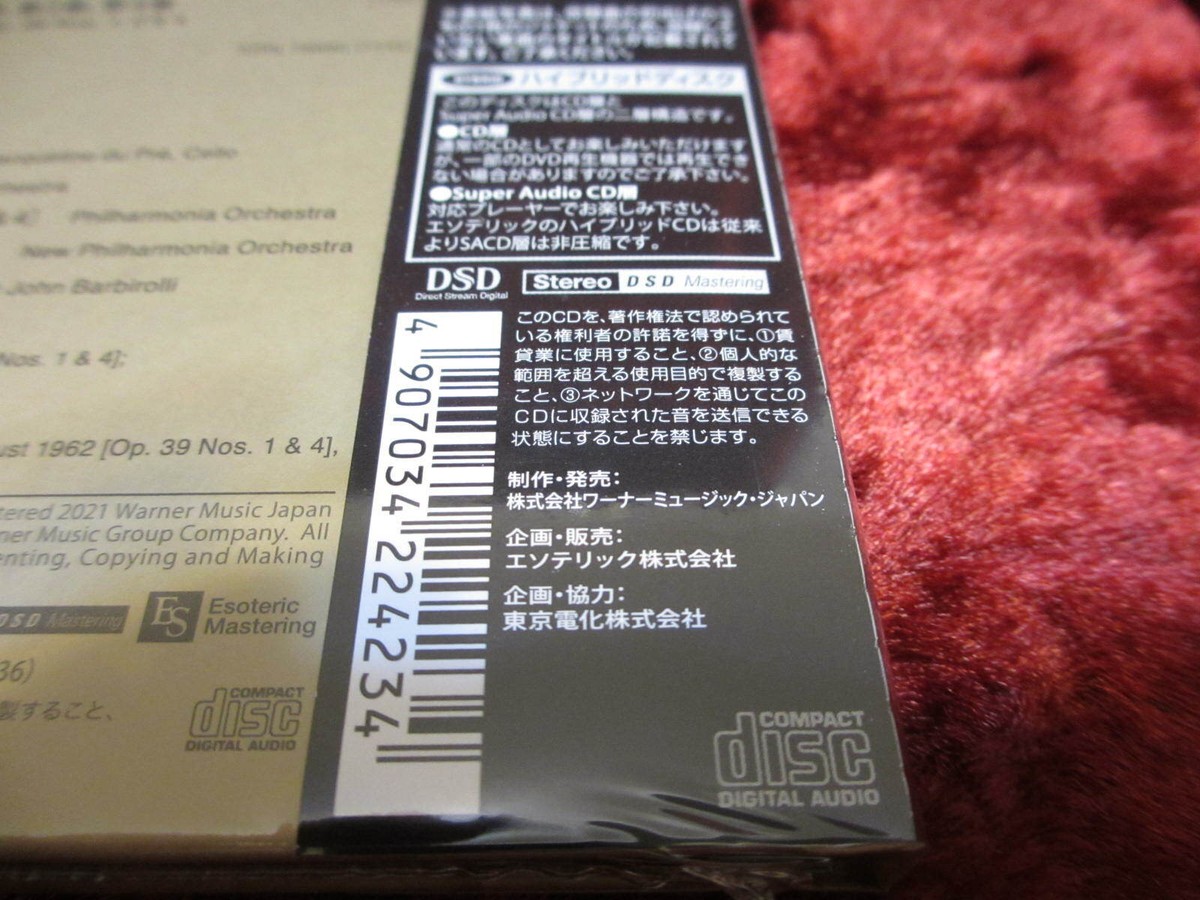 Cello
Philharmonia Orchestra
New Philharmonia Orchestra
John Barbirolli
Nos. 1 & 4];
ust 1962 [Op. 39 Nos. 1 & 4],
tered 2021 Warner Music Japan
ner Music Group Company. All
enting, Copying and Making
DSD Mastering
ES
Esoteric
Mastering
36)
製すること、
COMPACT
disc
DIGITAL AUDIO
ハイブリッドディスク
このディスクはCD層と
Super Audio CD層の二層構造です。
●CD層
通常のCDとしてお楽しみいただけます
が、一部のDVD再生機器では再生でき
ない場合がありますのでご了承下さい。
●Super Audio CD層
対応プレーヤーでお楽しみ下さい。
エソテリックのハイブリッドCDは従来
よりSACD層は非圧縮です。
DSD
Direct Stream Digital
Stereo DSD Mastering
このCDを、著作権法で認められて
いる権利者の許諾を得ずに、①賃
貸業に使用すること、②個人的な
範囲を超える使用目的で複製する
こと、③ネットワークを通じてこの
CDに収録された音を送信できる
状態にすることを禁じます。
制作・発売：
株式会社ワーナーミュージック・ジャパン
企画・販売：
エソテリック株式会社
企画・協力：
東京電化株式会社
4 907034 224234
COMPACT
disc
DIGITAL AUDIO